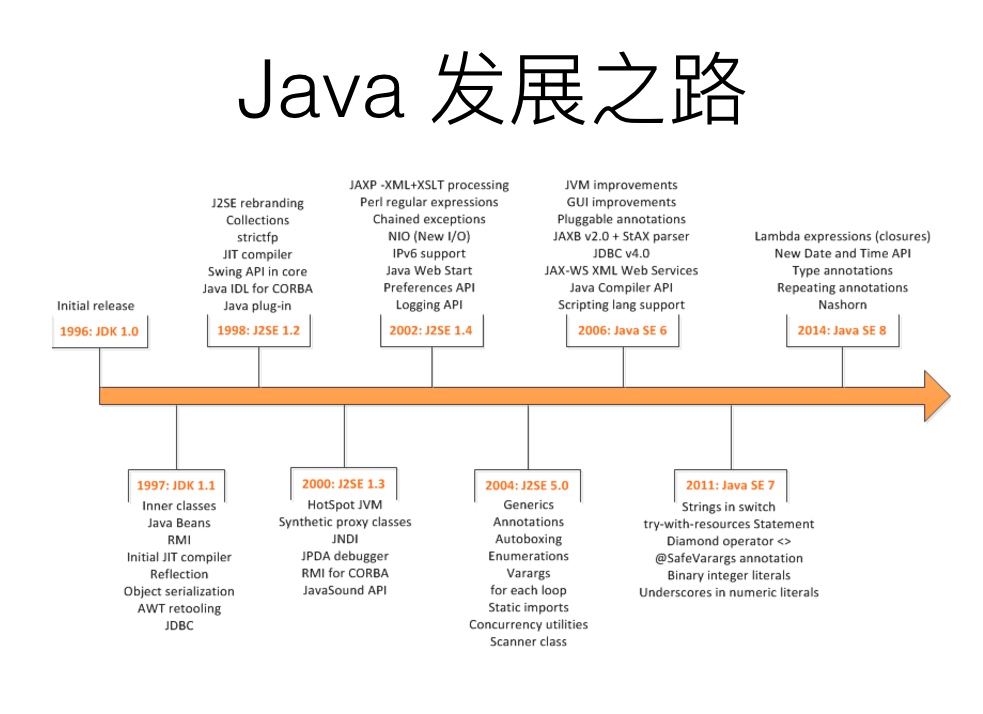 Java 发展之路
Initial release
1996: JDK 1.0
J2SE rebranding
Collections
strictfp
JIT compiler
Swing API in core
Java IDL for CORBA
Java plug-in
1998: J2SE 1.2
JAXP -XML+XSLT processing
Perl regular expressions
Chained exceptions
NIO (New I/O)
IPv6 support
Java Web Start
Preferences API
Logging API
2002: J2SE 1.4
JVM improvements
GUI improvements
Pluggable annotations
JAXB v2.0 + StAX parser
JDBC v4.0
JAX-WS XML Web Services
Java Compiler API
Scripting lang support
2006: Java SE 6
Lambda expressions (closures)
New Date and Time API
Type annotations
Repeating annotations
Nashorn
2014: Java SE 8
1997: JDK 1.1
Inner classes
Java Beans
RMI
Initial JIT compiler
Reflection
Object serialization
AWT retooling
JDBC
2000: J2SE 1.3
HotSpot JVM
Synthetic proxy classes
JNDI
JPDA debugger
RMI for CORBA
JavaSound API
2004: J2SE 5.0
Generics
Annotations
Autoboxing
Enumerations
Varargs
for each loop
Static imports
Concurrency utilities
Scanner class
2011: Java SE 7
Strings in switch
try-with-resources Statement
Diamond operator <>
@SafeVarargs annotation
Binary integer literals
Underscores in numeric literals